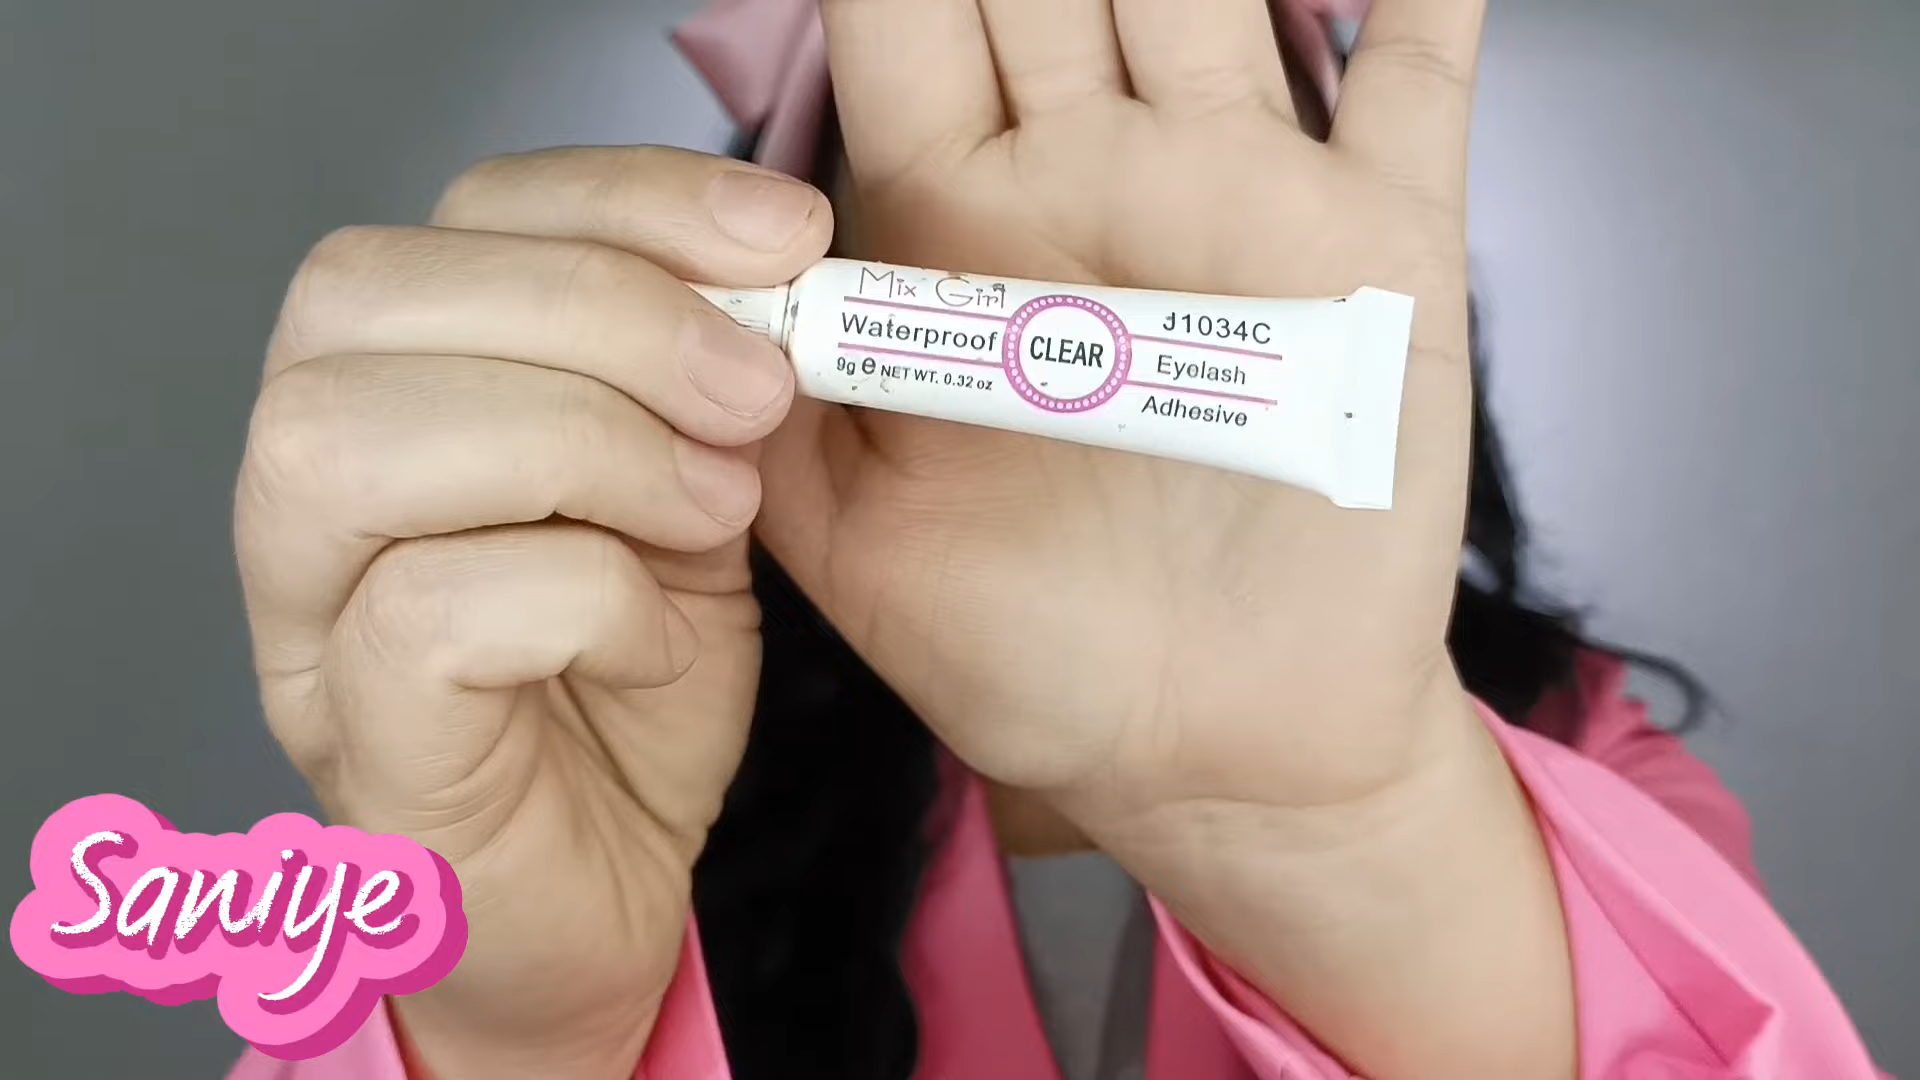 Mix Girl
Waterproof
9g e NET WT. 0.32 oz
CLEAR
J1034C
Eyelash
Adhesive
Saniye